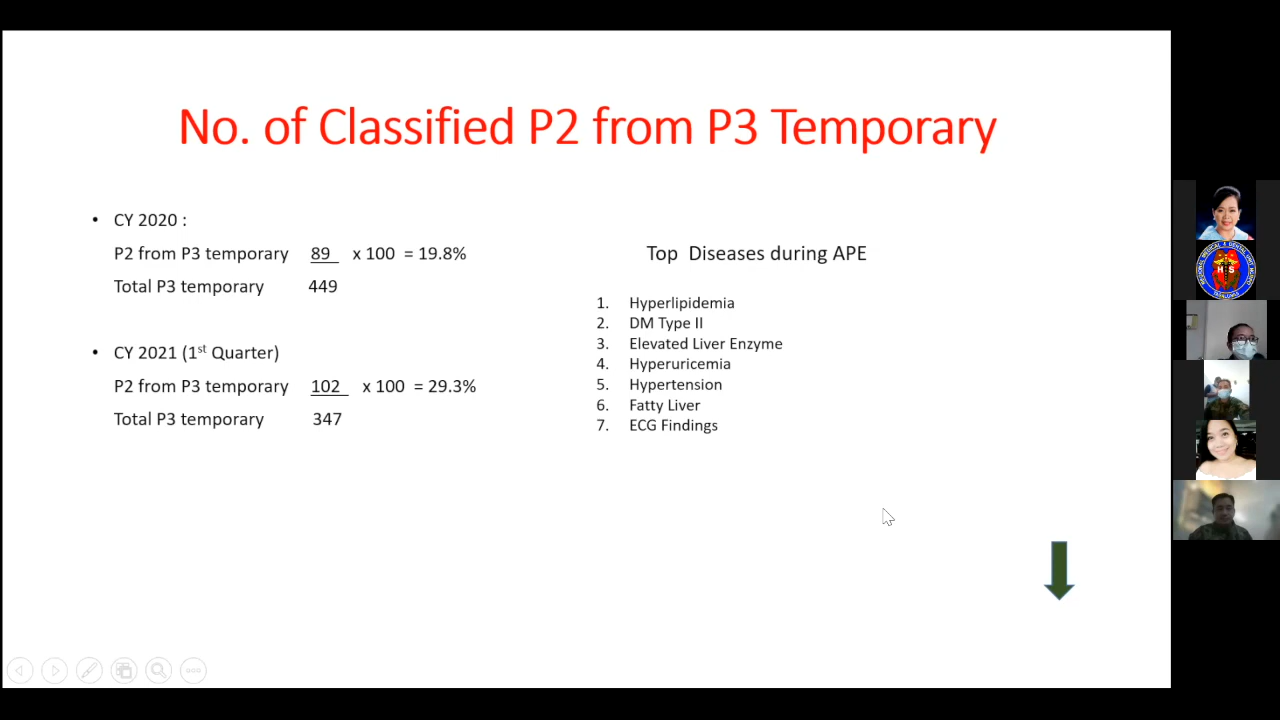 No. of Classified P2 from P3 Temporary
• CY 2020 :
P2 from P3 temporary 89 x 100 = 19.8%
Total P3 temporary 449
• CY 2021 (1st Quarter)
P2 from P3 temporary 102 x 100 = 29.3%
Total P3 temporary 347
Top Diseases during APE
1. Hyperlipidemia
2. DM Type II
3. Elevated Liver Enzyme
4. Hyperuricemia
5. Hypertension
6. Fatty Liver
7. ECG Findings